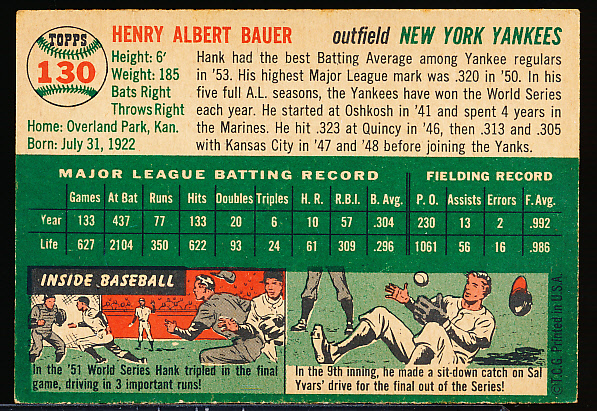 TOPPS
130
HENRY ALBERT BAUER outfield NEW YORK YANKEES
Height: 6'
Weight: 185
Bats Right
Throws Right
Home: Overland Park, Kan.
Born: July 31, 1922
Hank had the best Batting Average among Yankee regulars
in '53. His highest Major League mark was .320 in '50. In his
five full A.L. seasons, the Yankees have won the World Series
each year. He started at Oshkosh in '41 and spent 4 years in
the Marines. He hit .323 at Quincy in '46, then .313 and .305
with Kansas City in '47 and '48 before joining the Yanks.
MAJOR LEAGUE BATTING RECORD FIELDING RECORD
Games At Bat Runs Hits Doubles Triples H. R. R.B.I. B. Avg. P. O. Assists Errors F. Avg.
Year 133 437 77 133 20 6 10 57 .304 230 13 2 .992
Life 627 2104 350 622 93 24 61 309 .296 1061 56 16 .986
INSIDE BASEBALL
In the '51 World Series Hank tripled in the final
game, driving in 3 important runs!
In the 9th inning, he made a sit-down catch on Sal
Yvars' drive for the final out of the Series!
© T.C.G. Printed in U.S.A.